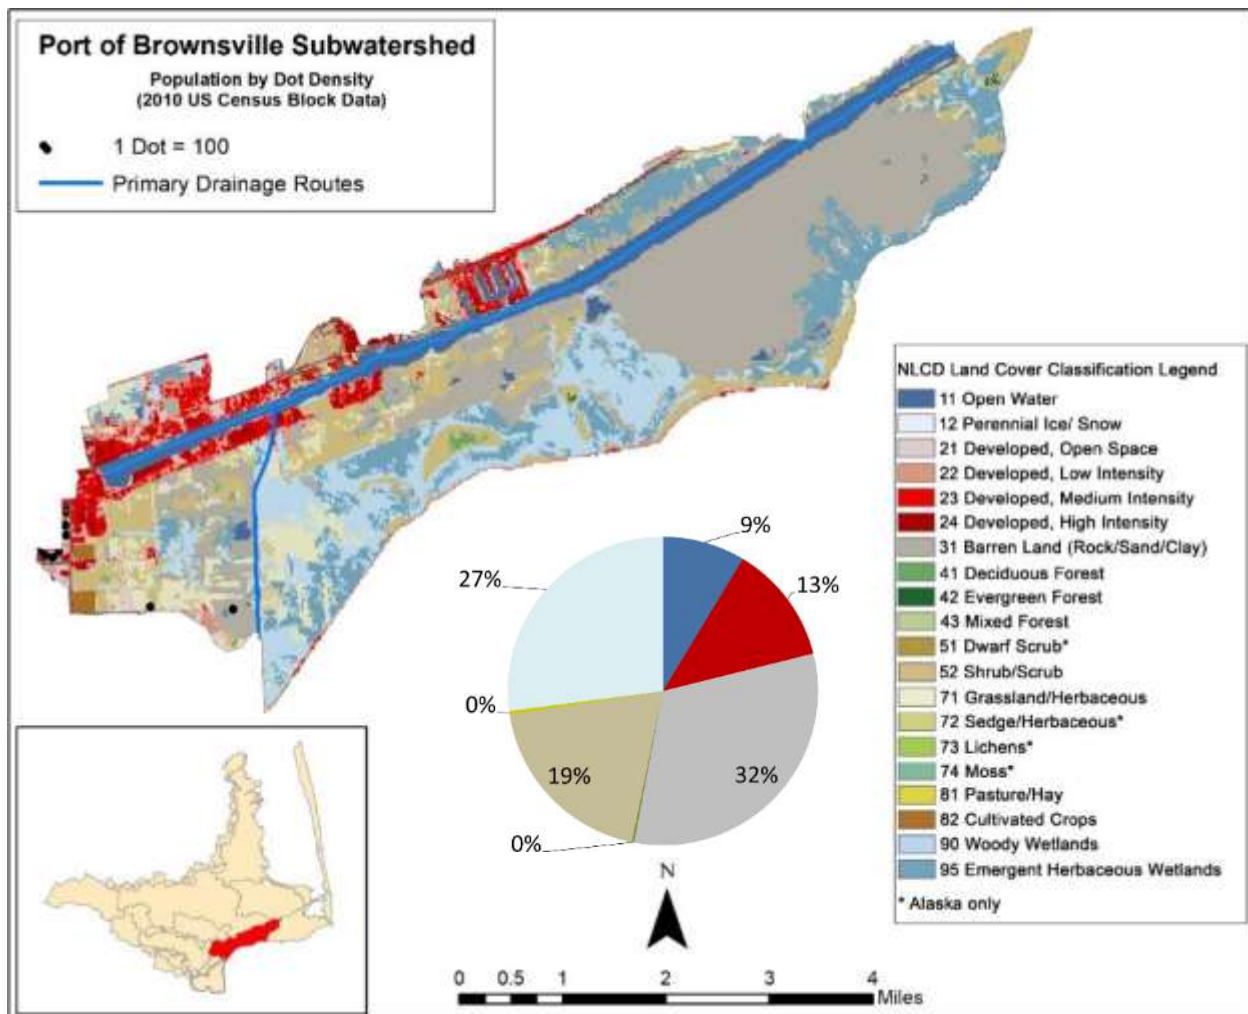 Port of Brownsville Subwatershed
Population by Dot Density
(2010 US Census Block Data)
1 Dot = 100
Primary Drainage Routes
NLCD Land Cover Classification Legend
11 Open Water
12 Perennial Ice/ Snow
21 Developed, Open Space
22 Developed, Low Intensity
23 Developed, Medium Intensity
24 Developed, High Intensity
31 Barren Land (Rock/Sand/Clay)
41 Deciduous Forest
42 Evergreen Forest
43 Mixed Forest
51 Dwarf Scrub*
52 Shrub/Scrub
71 Grassland/Herbaceous
72 Sedge/Herbaceous*
73 Lichens*
74 Moss*
81 Pasture/Hay
82 Cultivated Crops
90 Woody Wetlands
95 Emergent Herbaceous Wetlands
* Alaska only
9%
27%
13%
0%
19%
32%
0%
N
0 0.5 1 2 3 4
Miles